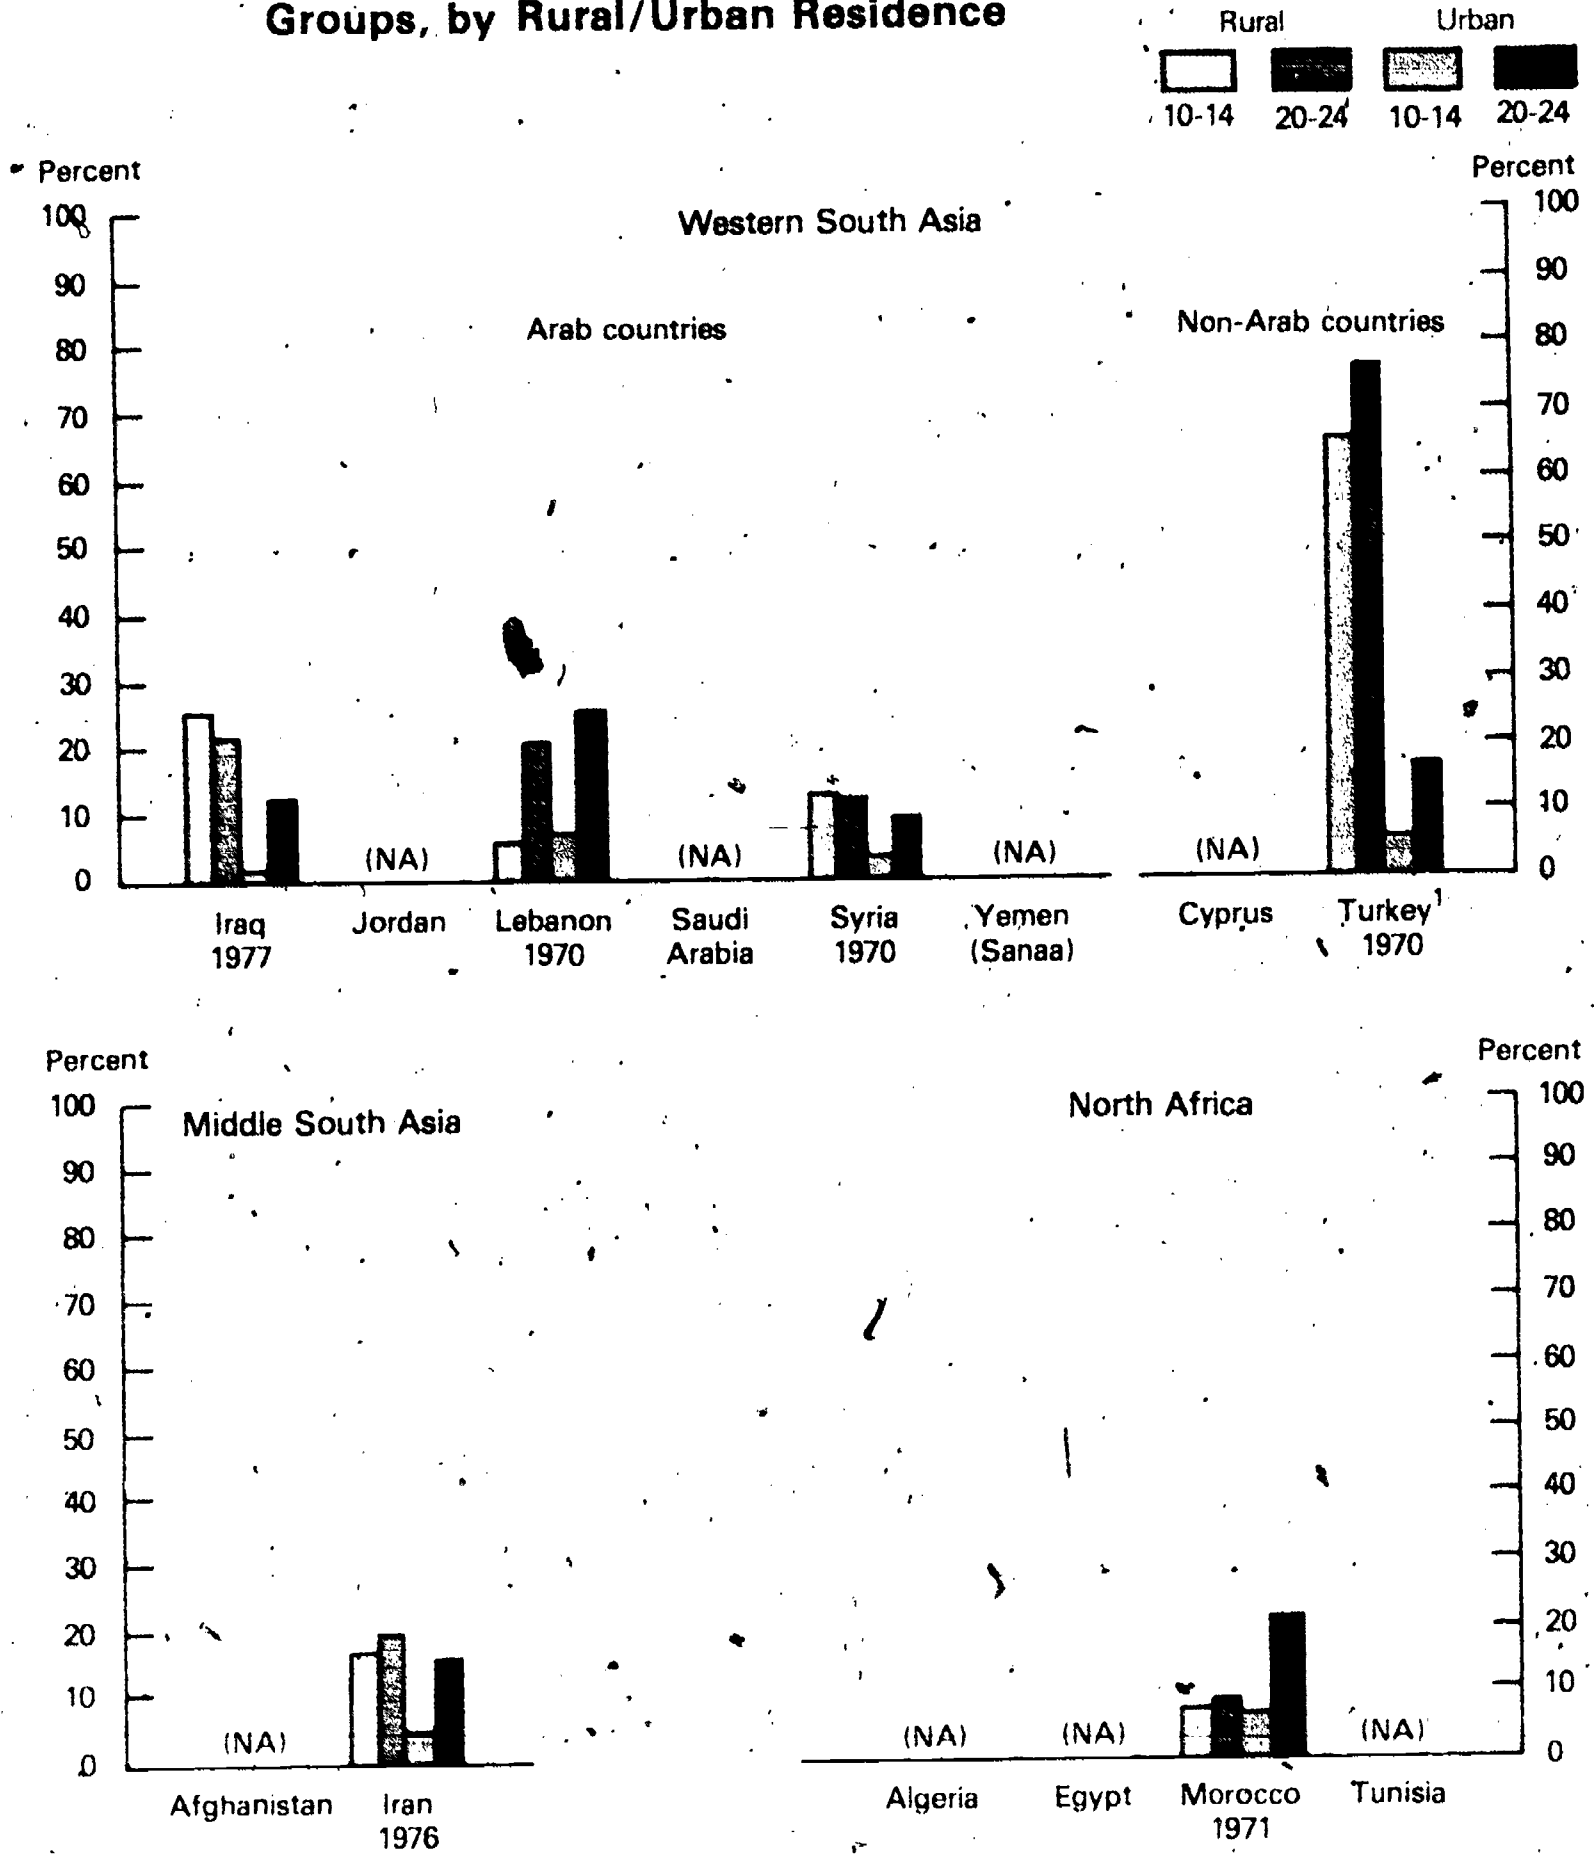 Groups, by Rural/Urban Residence
Rural Urban
10-14 20-24 10-14 20-24
Percent Percent
100 100
Western South Asia
90 90
Arab countries Non-Arab countries
80 80
70 70
60 60
50 50
40 40
30 30
20 20
10 10
(NA) (NA) (NA) (NA)
0 0
Iraq Jordan Lebanon Saudi Syria Yemen Cyprus Turkey1
1977 1970 Arabia 1970 (Sanaa) 1970
Percent Percent
100 100
Middle South Asia North Africa
90 90
80 80
70 70
60 60
50 50
40 40
30 30
20 20
10 10
(NA) (NA) (NA) (NA)
0 0
Afghanistan Iran Algeria Egypt Morocco Tunisia
1976 1971